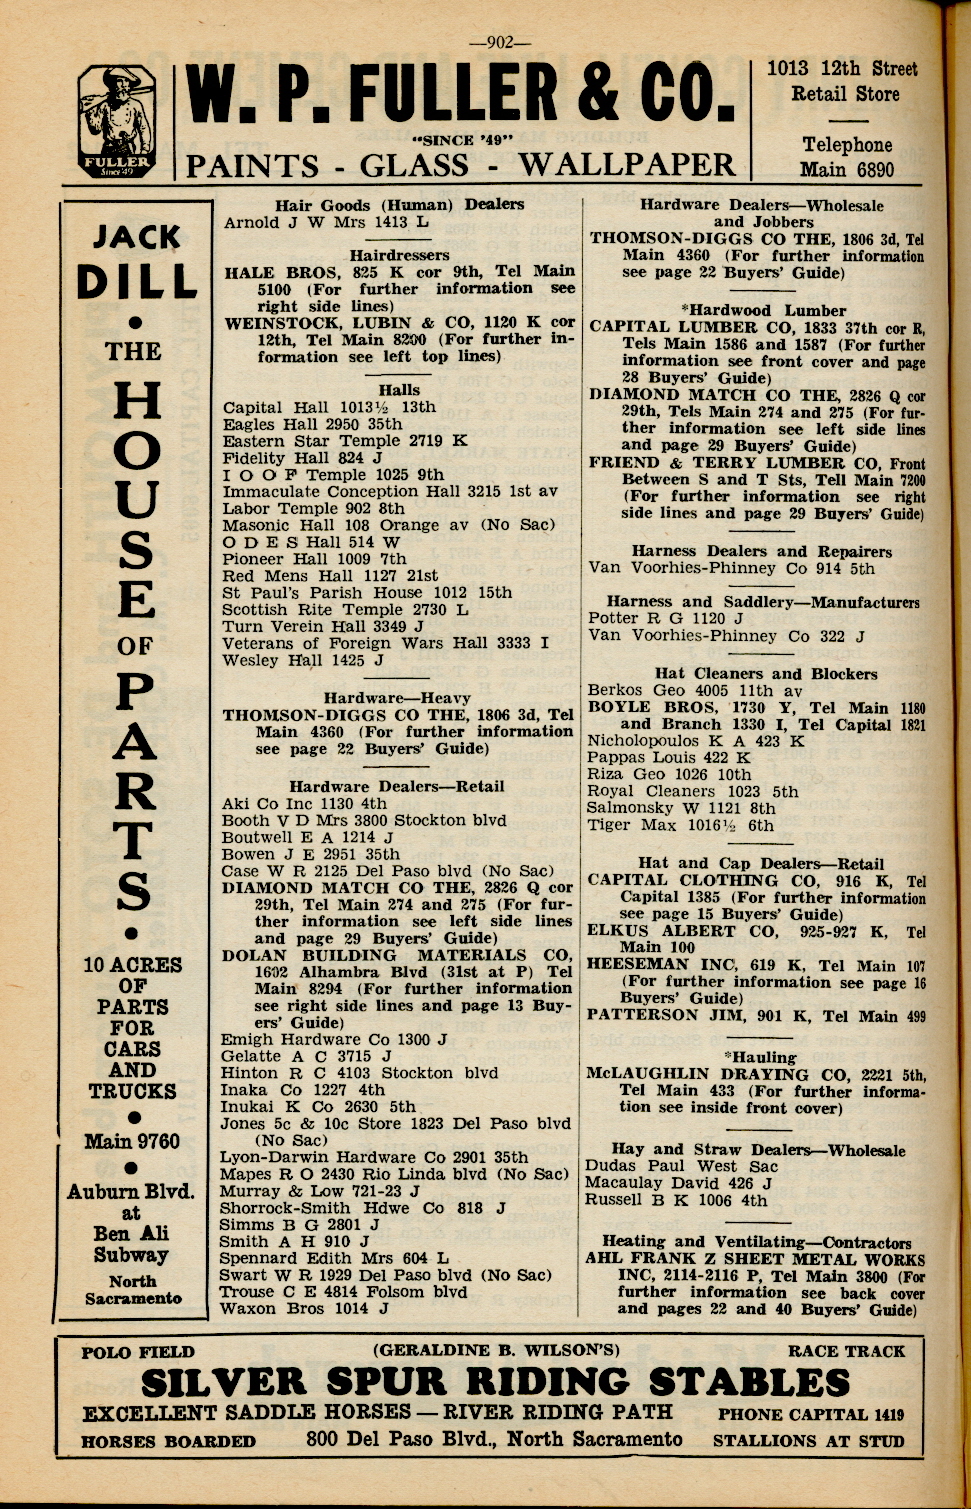 —902—
FULLER
Since '49
W. P. FULLER & CO.
"SINCE '49"
PAINTS - GLASS - WALLPAPER
1013 12th Street
Retail Store
Telephone
Main 6890
JACK
DILL
•
THE
H
O
U
S
E
OF
P
A
R
T
S
•
10 ACRES
OF
PARTS
FOR
CARS
AND
TRUCKS
•
Main 9760
•
Auburn Blvd.
at
Ben Ali
Subway
North
Sacramento
Hair Goods (Human) Dealers
Arnold J W Mrs 1413 L
Hairdressers
HALE BROS, 825 K cor 9th, Tel Main
5100 (For further information see
right side lines)
WEINSTOCK, LUBIN & CO, 1120 K cor
12th, Tel Main 8200 (For further in-
formation see left top lines)
Halls
Capital Hall 1013½ 13th
Eagles Hall 2950 35th
Eastern Star Temple 2719 K
Fidelity Hall 824 J
I O O F Temple 1025 9th
Immaculate Conception Hall 3215 1st av
Labor Temple 902 8th
Masonic Hall 108 Orange av (No Sac)
O D E S Hall 514 W
Pioneer Hall 1009 7th
Red Mens Hall 1127 21st
St Paul's Parish House 1012 15th
Scottish Rite Temple 2730 L
Turn Verein Hall 3349 J
Veterans of Foreign Wars Hall 3333 I
Wesley Hall 1425 J
Hardware—Heavy
THOMSON-DIGGS CO THE, 1806 3d, Tel
Main 4360 (For further information
see page 22 Buyers' Guide)
Hardware Dealers—Retail
Aki Co Inc 1130 4th
Booth V D Mrs 3800 Stockton blvd
Boutwell E A 1214 J
Bowen J E 2951 35th
Case W R 2125 Del Paso blvd (No Sac)
DIAMOND MATCH CO THE, 2826 Q cor
29th, Tel Main 274 and 275 (For fur-
ther information see left side lines
and page 29 Buyers' Guide)
DOLAN BUILDING MATERIALS CO,
1602 Alhambra Blvd (31st at P) Tel
Main 8294 (For further information
see right side lines and page 13 Buy-
ers' Guide)
Emigh Hardware Co 1300 J
Gelatte A C 3715 J
Hinton R C 4103 Stockton blvd
Inaka Co 1227 4th
Inukai K Co 2630 5th
Jones 5c & 10c Store 1823 Del Paso blvd
(No Sac)
Lyon-Darwin Hardware Co 2901 35th
Mapes R O 2430 Rio Linda blvd (No Sac)
Murray & Low 721-23 J
Shorrock-Smith Hdwe Co 818 J
Simms B G 2801 J
Smith A H 910 J
Spennard Edith Mrs 604 L
Swart W R 1929 Del Paso blvd (No Sac)
Trouse C E 4814 Folsom blvd
Waxon Bros 1014 J
Hardware Dealers—Wholesale
and Jobbers
THOMSON-DIGGS CO THE, 1806 3d, Tel
Main 4360 (For further information
see page 22 Buyers' Guide)
*Hardwood Lumber
CAPITAL LUMBER CO, 1833 37th cor R,
Tels Main 1586 and 1587 (For further
information see front cover and page
28 Buyers' Guide)
DIAMOND MATCH CO THE, 2826 Q cor
29th, Tels Main 274 and 275 (For fur-
ther information see left side lines
and page 29 Buyers' Guide)
FRIEND & TERRY LUMBER CO, Front
Between S and T Sts, Tell Main 7200
(For further information see right
side lines and page 29 Buyers' Guide)
Harness Dealers and Repairers
Van Voorhies-Phinney Co 914 5th
Harness and Saddlery—Manufacturers
Potter R G 1120 J
Van Voorhies-Phinney Co 322 J
Hat Cleaners and Blockers
Berkos Geo 4005 11th av
BOYLE BROS, 1730 Y, Tel Main 1180
and Branch 1330 I, Tel Capital 1821
Nicholopoulos K A 423 K
Pappas Louis 422 K
Riza Geo 1026 10th
Royal Cleaners 1023 5th
Salmonsky W 1121 8th
Tiger Max 1016½ 6th
Hat and Cap Dealers—Retail
CAPITAL CLOTHING CO, 916 K, Tel
Capital 1385 (For further information
see page 15 Buyers' Guide)
ELKUS ALBERT CO, 925-927 K, Tel
Main 100
HEESEMAN INC, 619 K, Tel Main 107
(For further information see page 16
Buyers' Guide)
PATTERSON JIM, 901 K, Tel Main 499
*Hauling
McLAUGHLIN DRAYING CO, 2221 5th,
Tel Main 433 (For further informa-
tion see inside front cover)
Hay and Straw Dealers—Wholesale
Dudas Paul West Sac
Macaulay David 426 J
Russell B K 1006 4th
Heating and Ventilating—Contractors
AHL FRANK Z SHEET METAL WORKS
INC, 2114-2116 P, Tel Main 3800 (For
further information see back cover
and pages 22 and 40 Buyers' Guide)
POLO FIELD (GERALDINE B. WILSON'S) RACE TRACK
SILVER SPUR RIDING STABLES
EXCELLENT SADDLE HORSES — RIVER RIDING PATH PHONE CAPITAL 1419
HORSES BOARDED 800 Del Paso Blvd., North Sacramento STALLIONS AT STUD